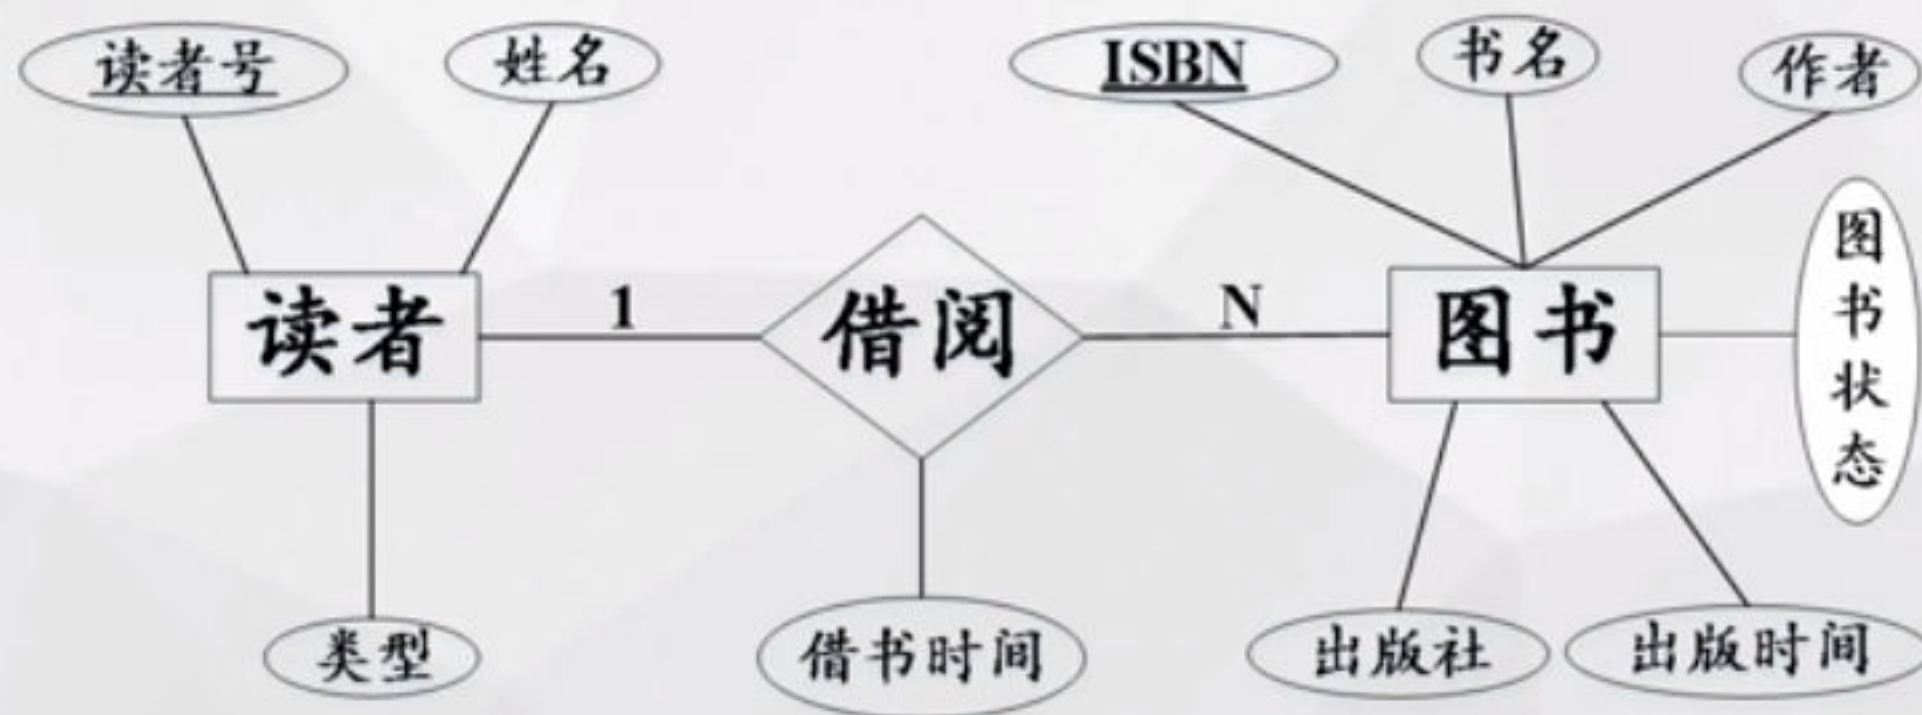 读者号
姓名
ISBN
书名
作者
图书状态
读者
1
借阅
N
图书
类型
借书时间
出版社
出版时间